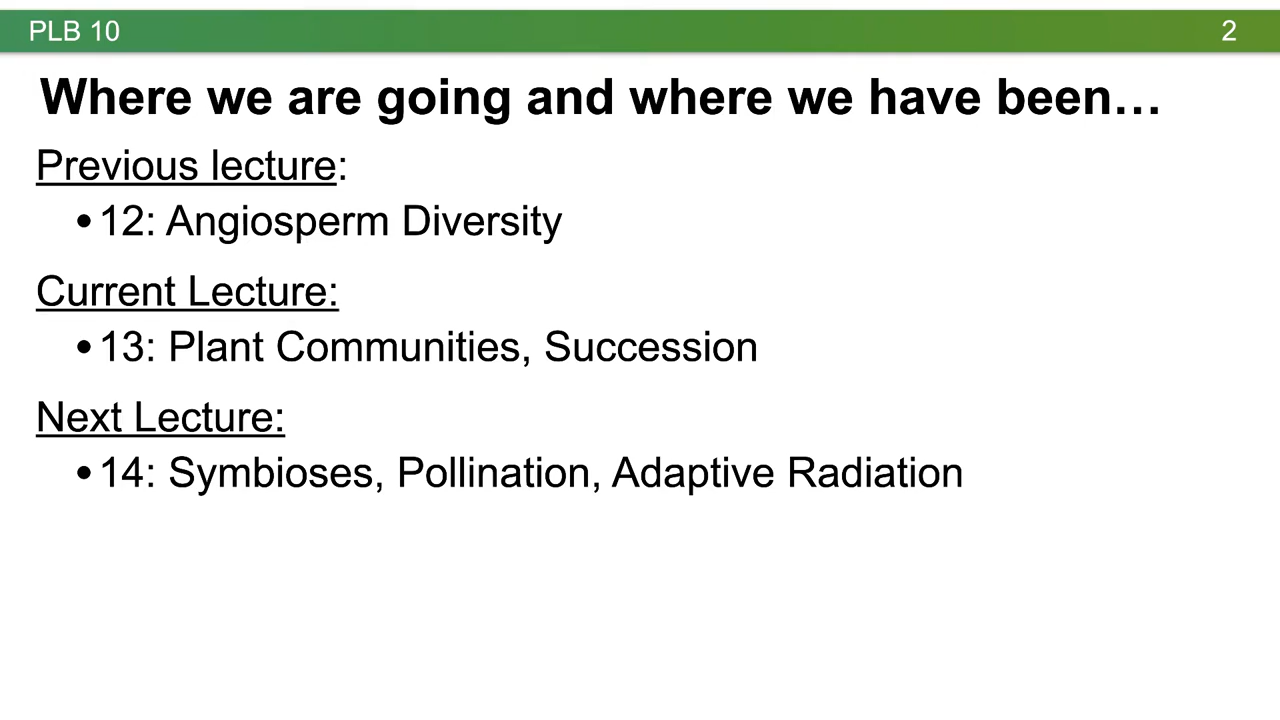 PLB 10
2
Where we are going and where we have been…
Previous lecture:
•12: Angiosperm Diversity
Current Lecture:
•13: Plant Communities, Succession
Next Lecture:
•14: Symbioses, Pollination, Adaptive Radiation